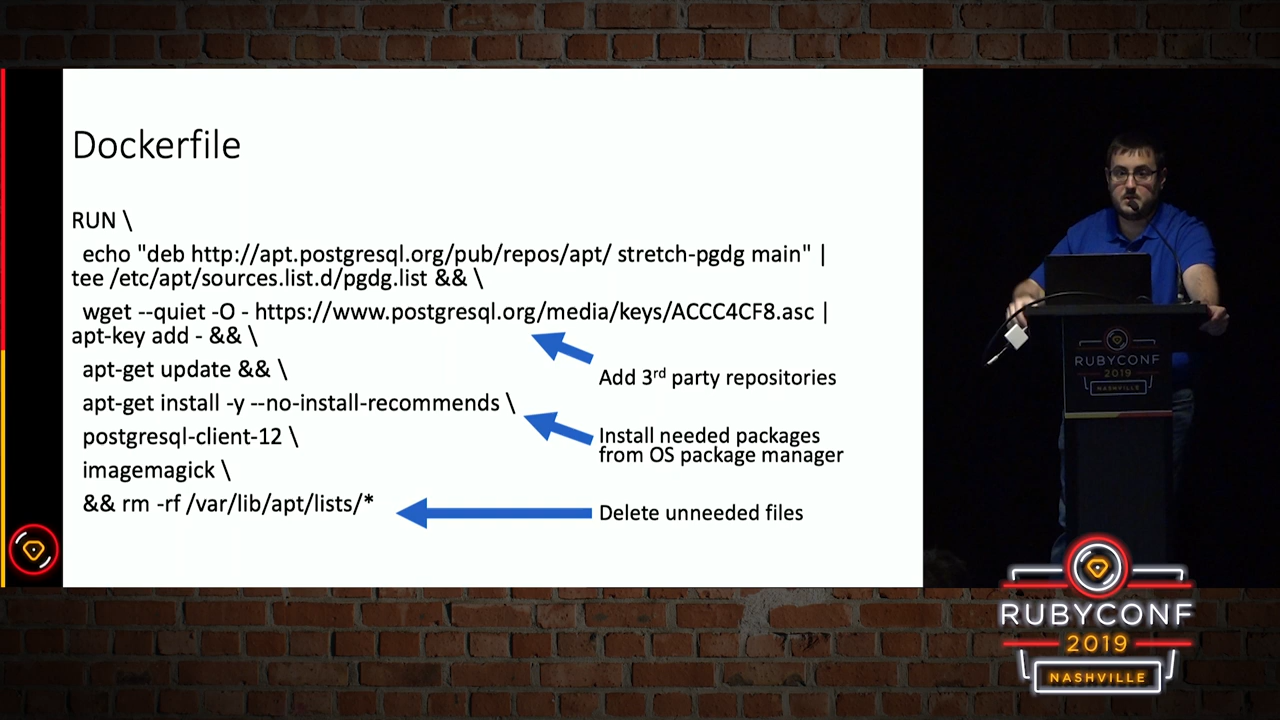 Dockerfile
RUN \
echo "deb http://apt.postgresql.org/pub/repos/apt/ stretch-pgdg main" |
tee /etc/apt/sources.list.d/pgdg.list && \
wget --quiet -O - https://www.postgresql.org/media/keys/ACCC4CF8.asc |
apt-key add - && \
Add 3rd party repositories
apt-get update && \
apt-get install -y --no-install-recommends \
Install needed packages
from OS package manager
postgresql-client-12 \
imagemagick \
&& rm -rf /var/lib/apt/lists/*
Delete unneeded files
RUBYCONF
2019
NASHVILLE
RUBYCONF
2019
NASHVILLE